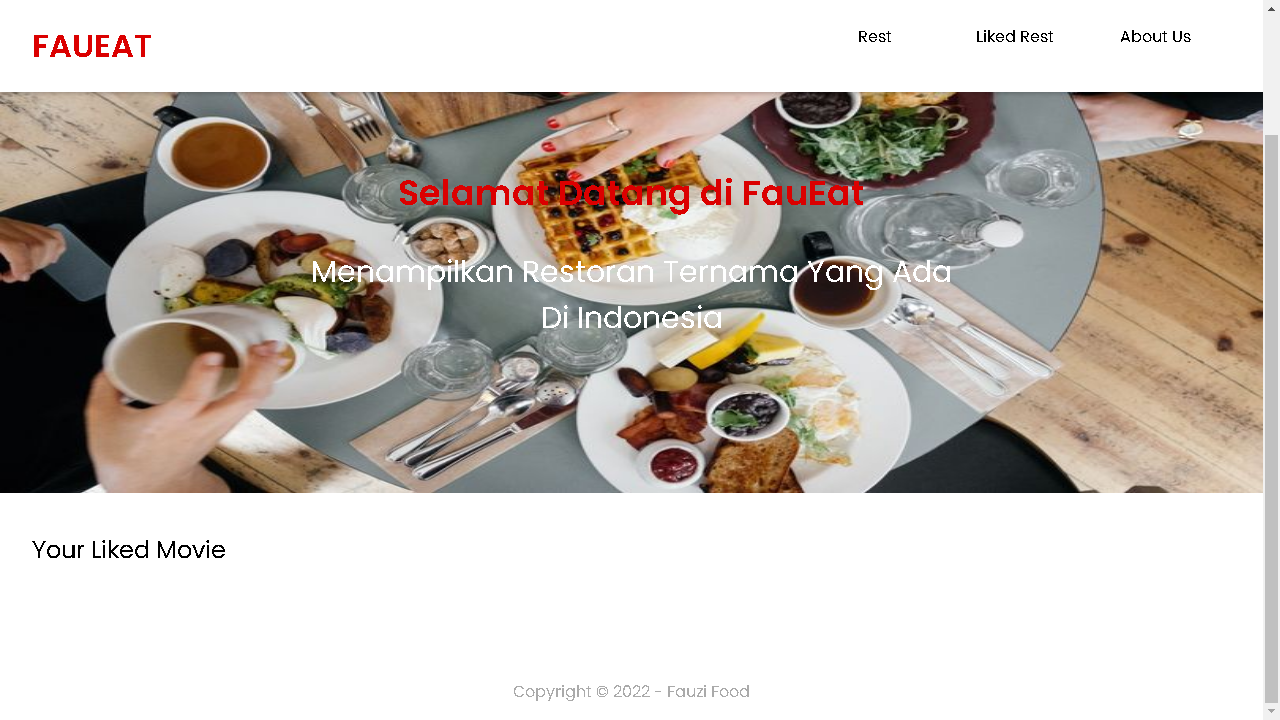 FAUEAT
Rest
Liked Rest
About Us
Selamat Datang di FauEat
Menampilkan Restoran Ternama Yang Ada
Di Indonesia
Your Liked Movie
Copyright © 2022 - Fauzi Food